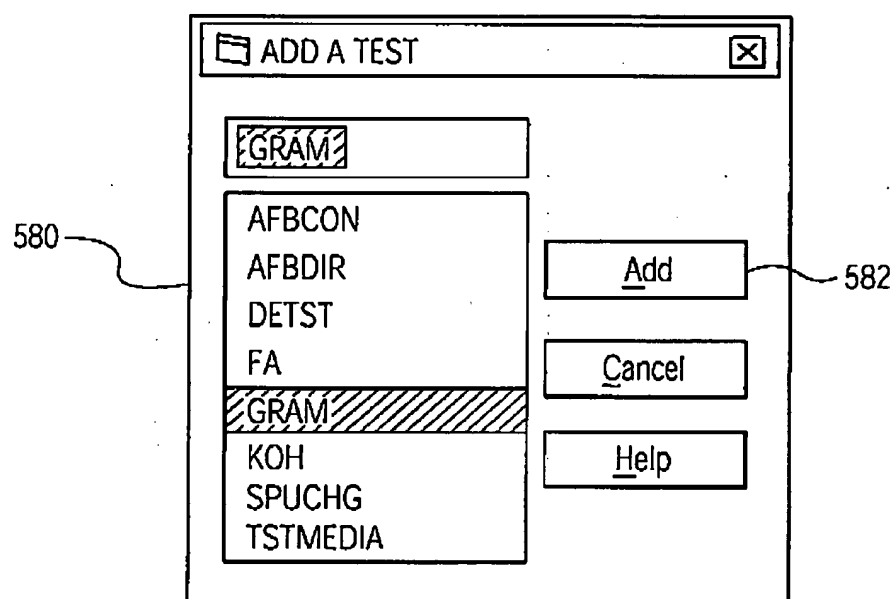 ADD A TEST
GRAM
AFBCON
580
AFBDIR
Add
582
DETST
FA
Cancel
GRAM
KOH
Help
SPUCHG
TSTMEDIA